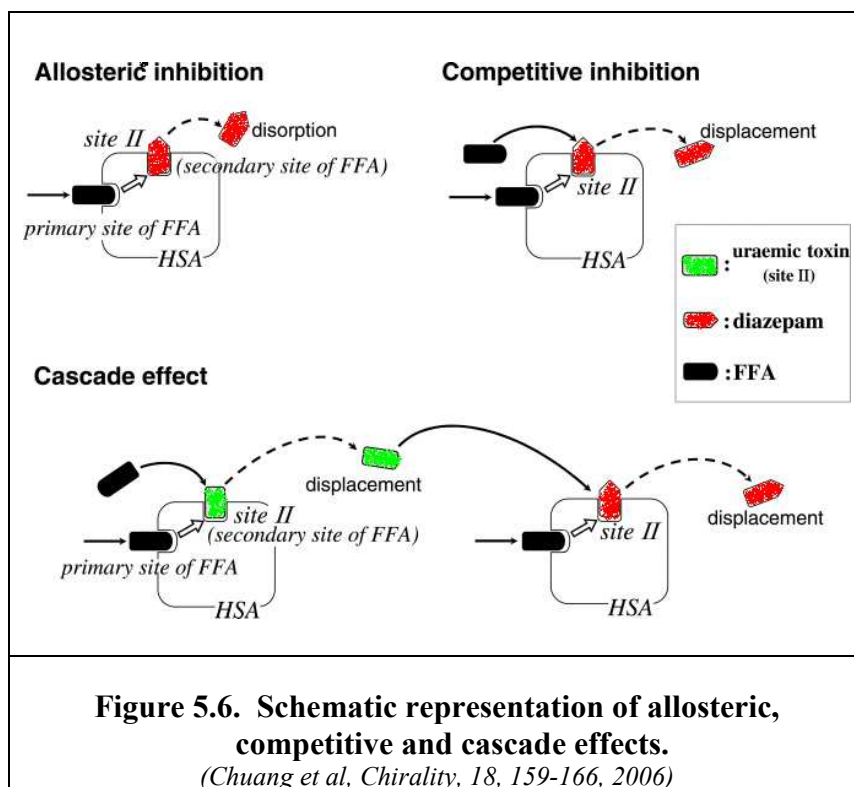 Allosteric inhibition
site II
disorption
(secondary site of FFA)
primary site of FFA
HSA
Competitive inhibition
displacement
site II
HSA
: uraemic toxin
(site II)
: diazepam
: FFA
Cascade effect
displacement
site II
(secondary site of FFA)
primary site of FFA
HSA
site II
displacement
HSA
Figure 5.6. Schematic representation of allosteric,
competitive and cascade effects.
(Chuang et al, Chirality, 18, 159-166, 2006)